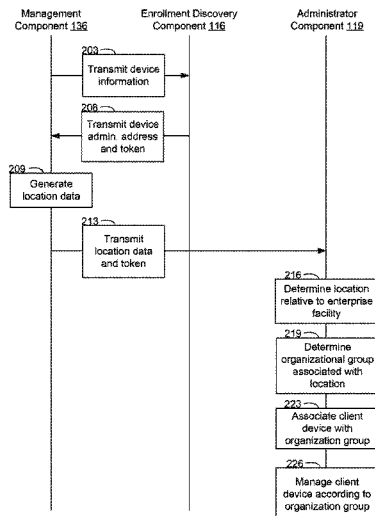 Management
Component 136
Enrollment Discovery
Component 116
Administrator
Component 119
203
Transmit device
information
206
Transmit device
admin. address
and token
209
Generate
location data
213
Transmit
location data
and token
216
Determine location
relative to enterprise
facility
219
Determine
organizational group
associated with
location
223
Associate client
device with
organization group
226
Manage client
device according to
organization group